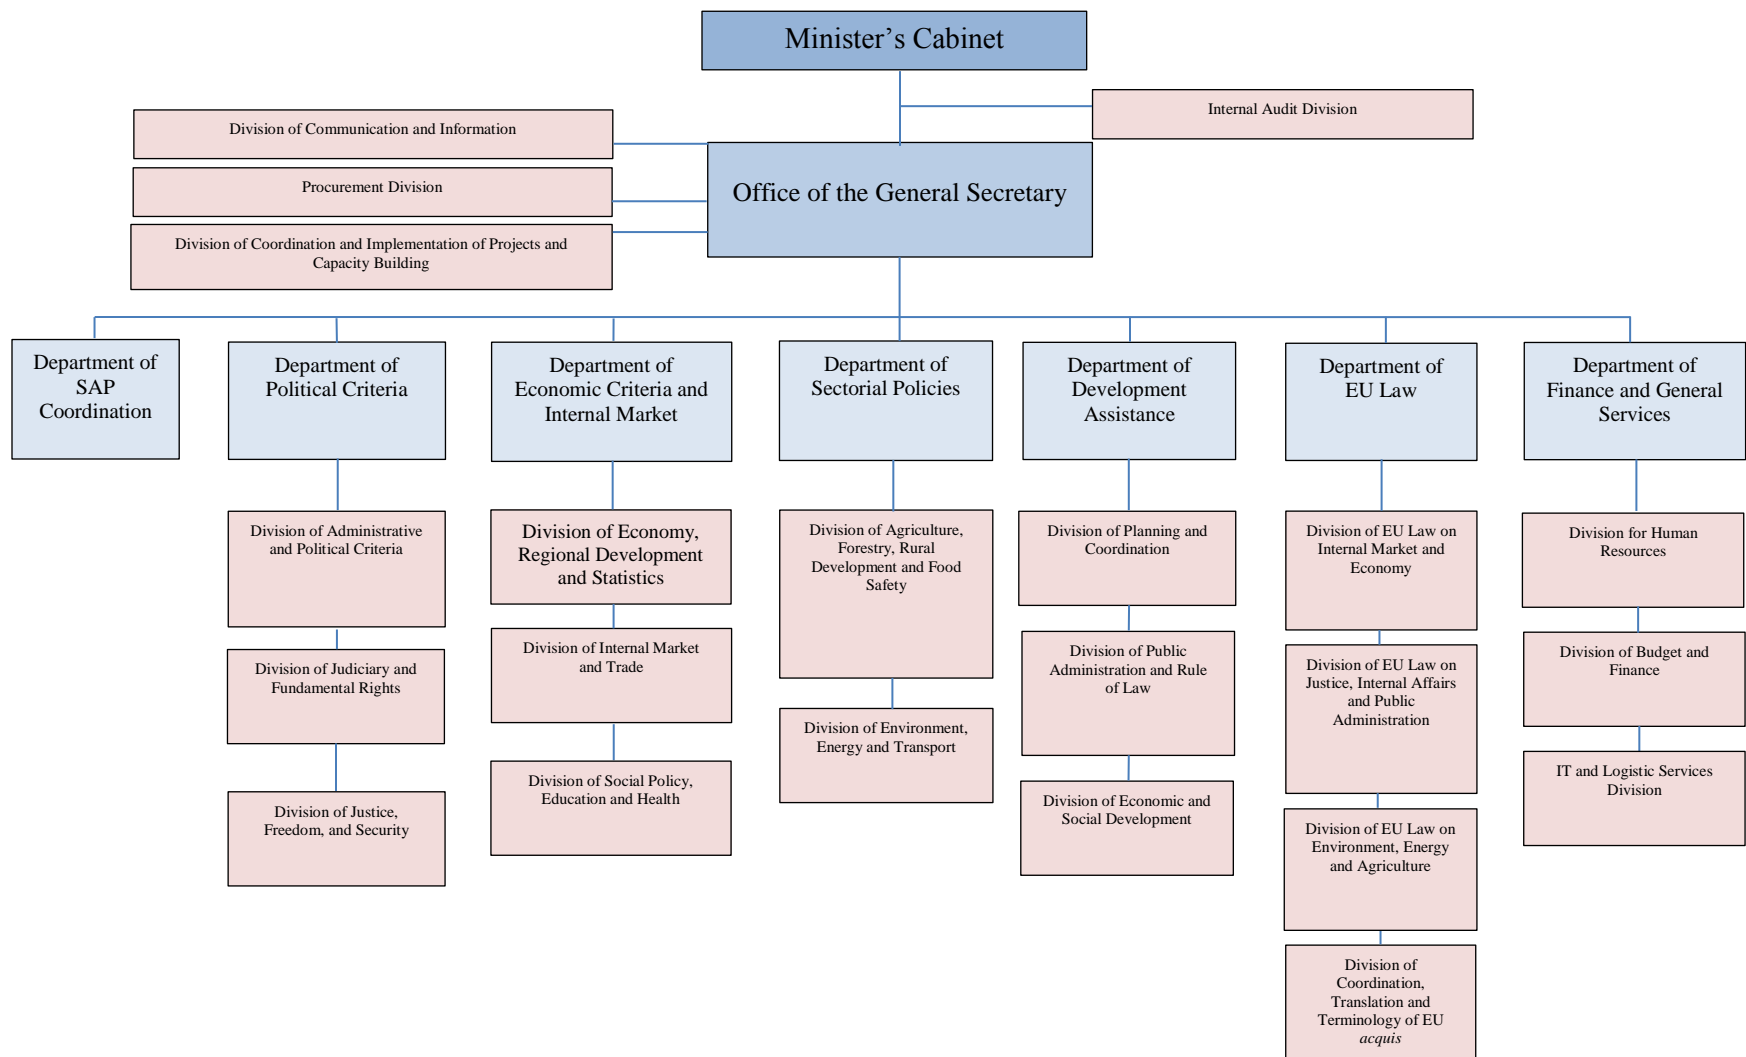 Minister’s Cabinet
Internal Audit Division
Division of Communication and Information
Procurement Division
Division of Coordination and Implementation of Projects and
Capacity Building
Office of the General Secretary
Department of
SAP
Coordination
Department of
Political Criteria
Department of
Economic Criteria and
Internal Market
Department of
Sectorial Policies
Department of
Development
Assistance
Department of
EU Law
Department of
Finance and General
Services
Division of Administrative
and Political Criteria
Division of Judiciary and
Fundamental Rights
Division of Justice,
Freedom, and Security
Division of Economy,
Regional Development
and Statistics
Division of Internal Market
and Trade
Division of Social Policy,
Education and Health
Division of Agriculture,
Forestry, Rural
Development and Food
Safety
Division of Environment,
Energy and Transport
Division of Planning and
Coordination
Division of Public
Administration and Rule
of Law
Division of Economic and
Social Development
Division of EU Law on
Internal Market and
Economy
Division of EU Law on
Justice, Internal Affairs
and Public
Administration
Division of EU Law on
Environment, Energy
and Agriculture
Division of
Coordination,
Translation and
Terminology of EU
acquis
Division for Human
Resources
Division of Budget and
Finance
IT and Logistic Services
Division